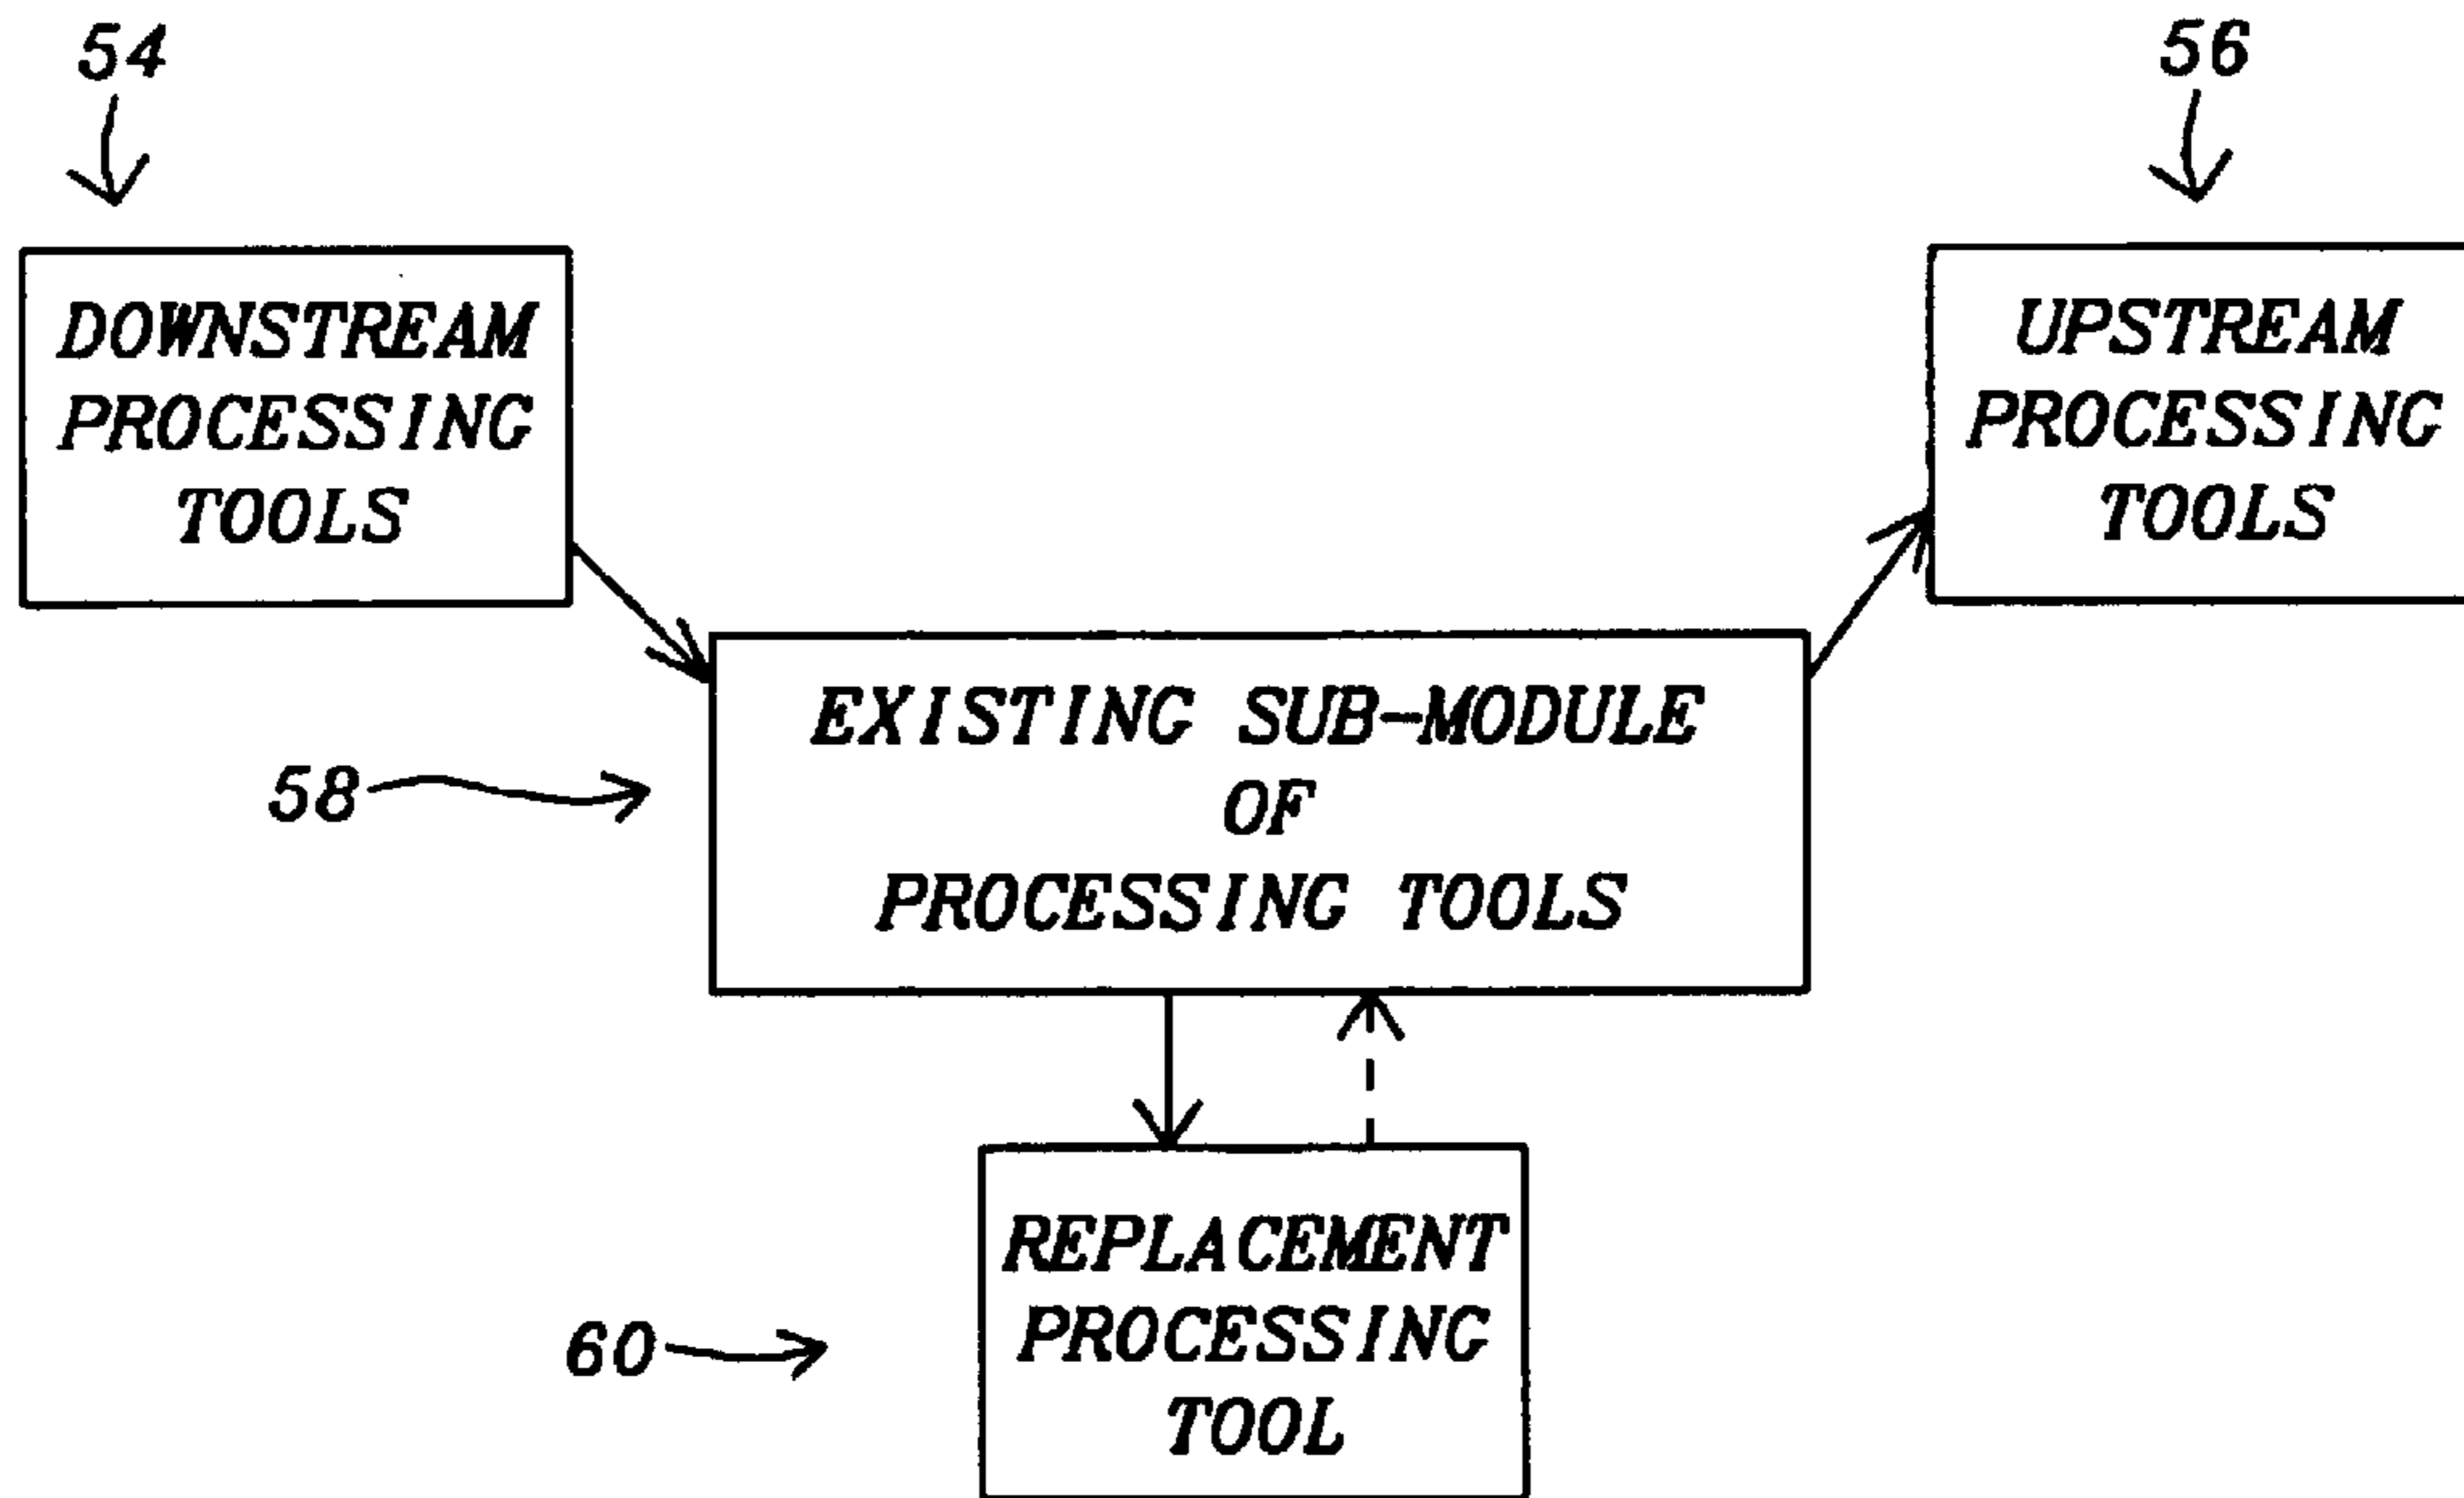 54
56
DOWNSTREAM
PROCESSING
TOOLS
UPSTREAM
PROCESSING
TOOLS
EXISTING SUB-MODULE
OF
PROCESSING TOOLS
58
REPLACEMENT
PROCESSING
TOOL
60